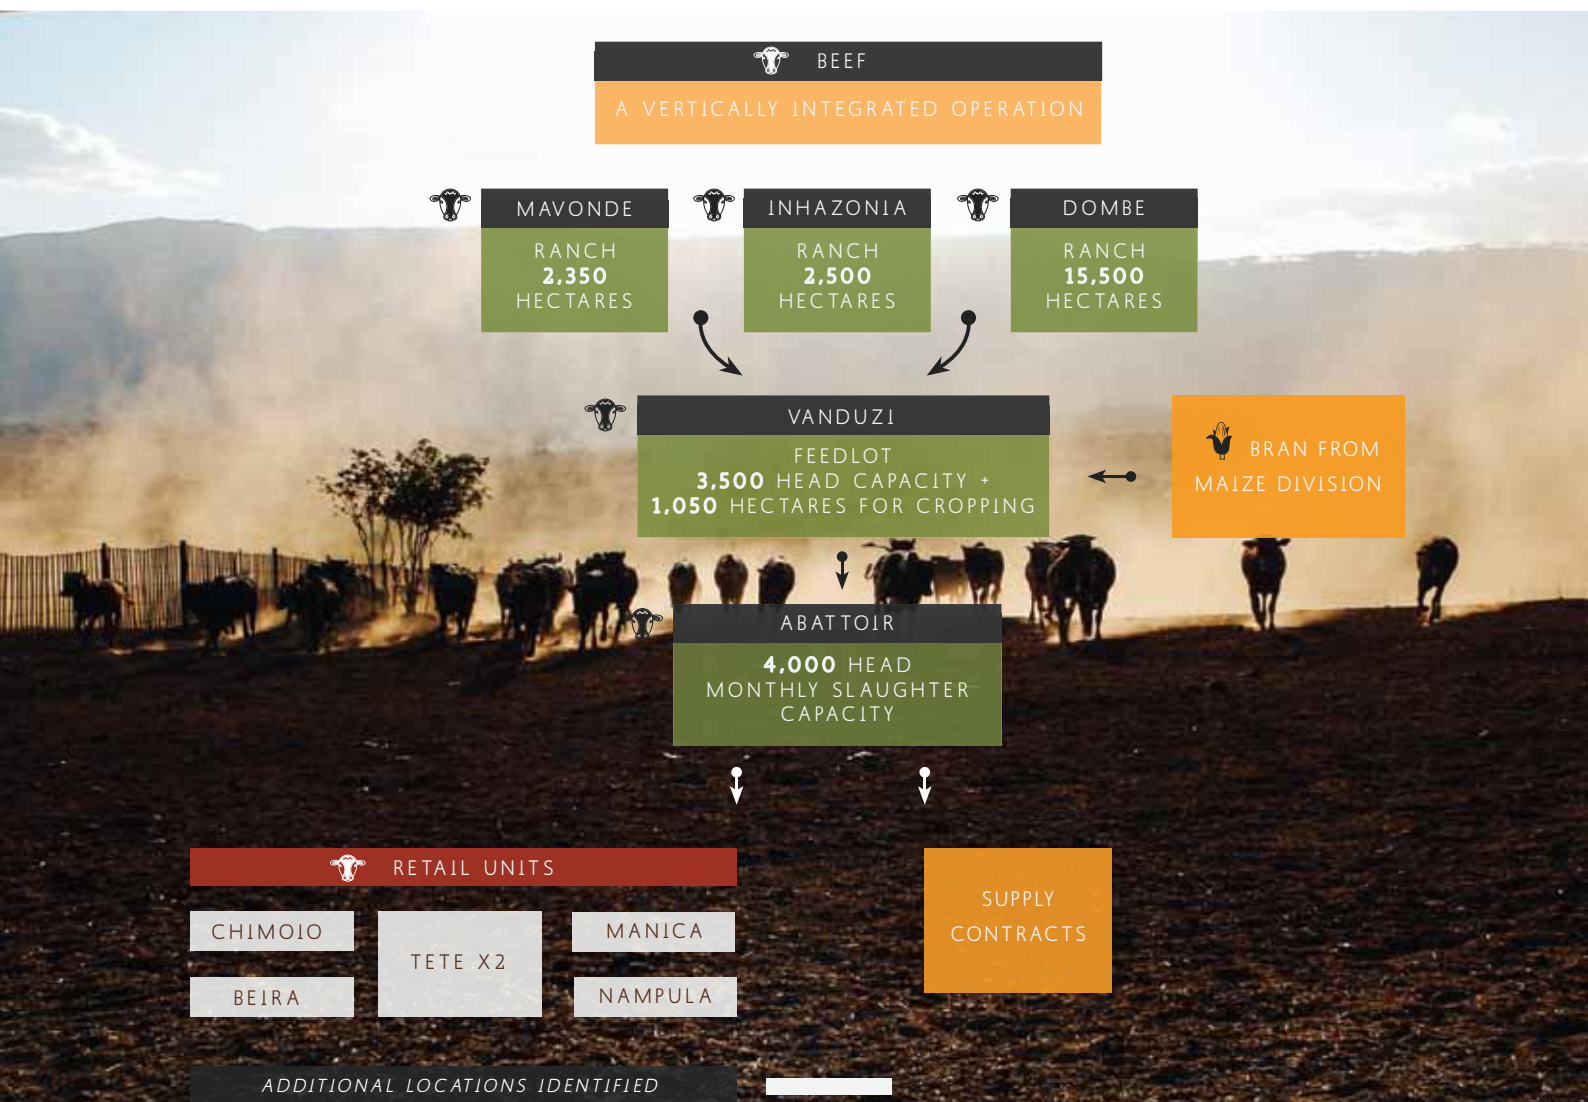 BEEF
A VERTICALLY INTEGRATED OPERATION
MAVONDE
RANCH
2,350
HECTARES
INHAZONIA
RANCH
2,500
HECTARES
DOMBE
RANCH
15,500
HECTARES
VANDUZI
FEEDLOT
3,500 HEAD CAPACITY +
1,050 HECTARES FOR CROPPING
BRAN FROM
MAIZE DIVISION
ABATTOIR
4,000 HEAD
MONTHLY SLAUGHTER
CAPACITY
RETAIL UNITS
CHIMOIO
BEIRA
TETE X2
MANICA
NAMPULA
ADDITIONAL LOCATIONS IDENTIFIED
SUPPLY
CONTRACTS